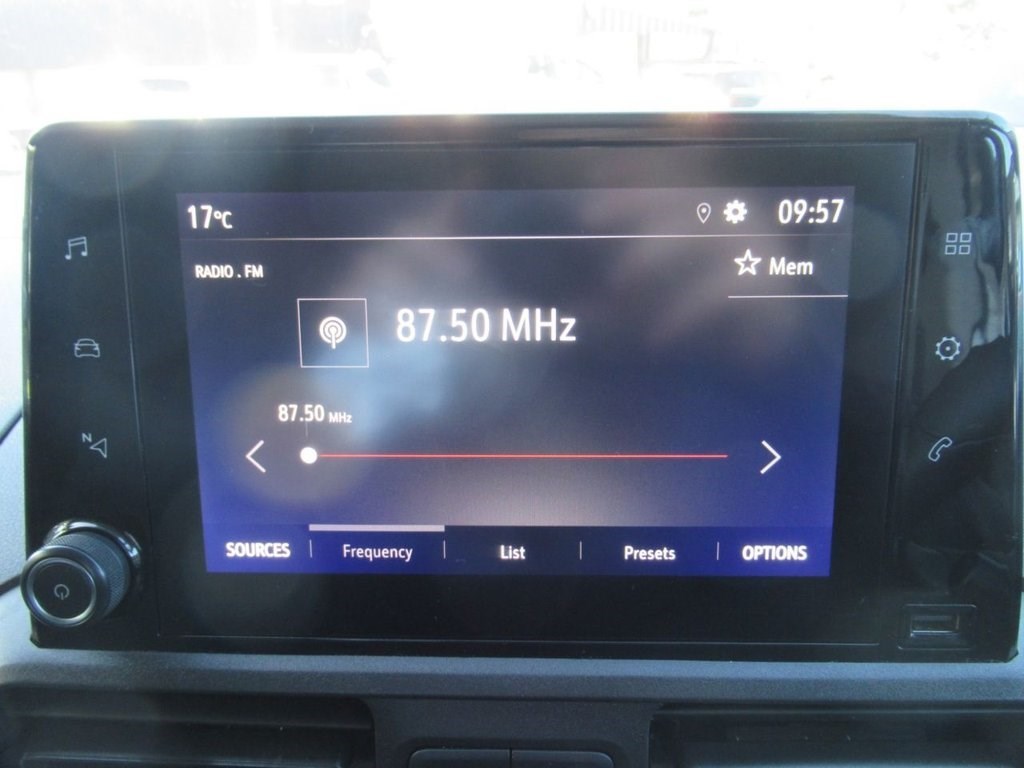 17°C 09:57
RADIO . FM
Mem
87.50 MHz
87.50 MHz
N
SOURCES Frequency List Presets OPTIONS